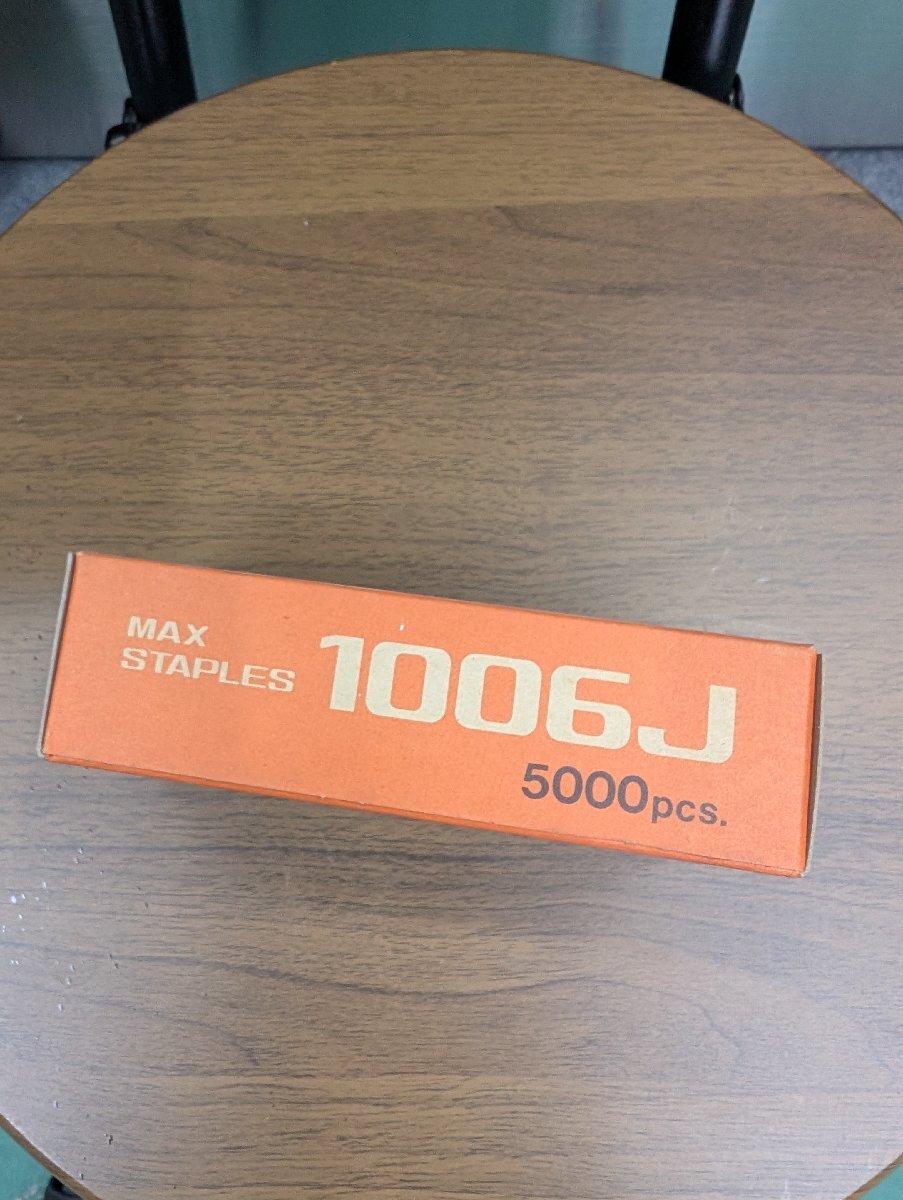 MAX
STAPLES
1006J
5000pcs.